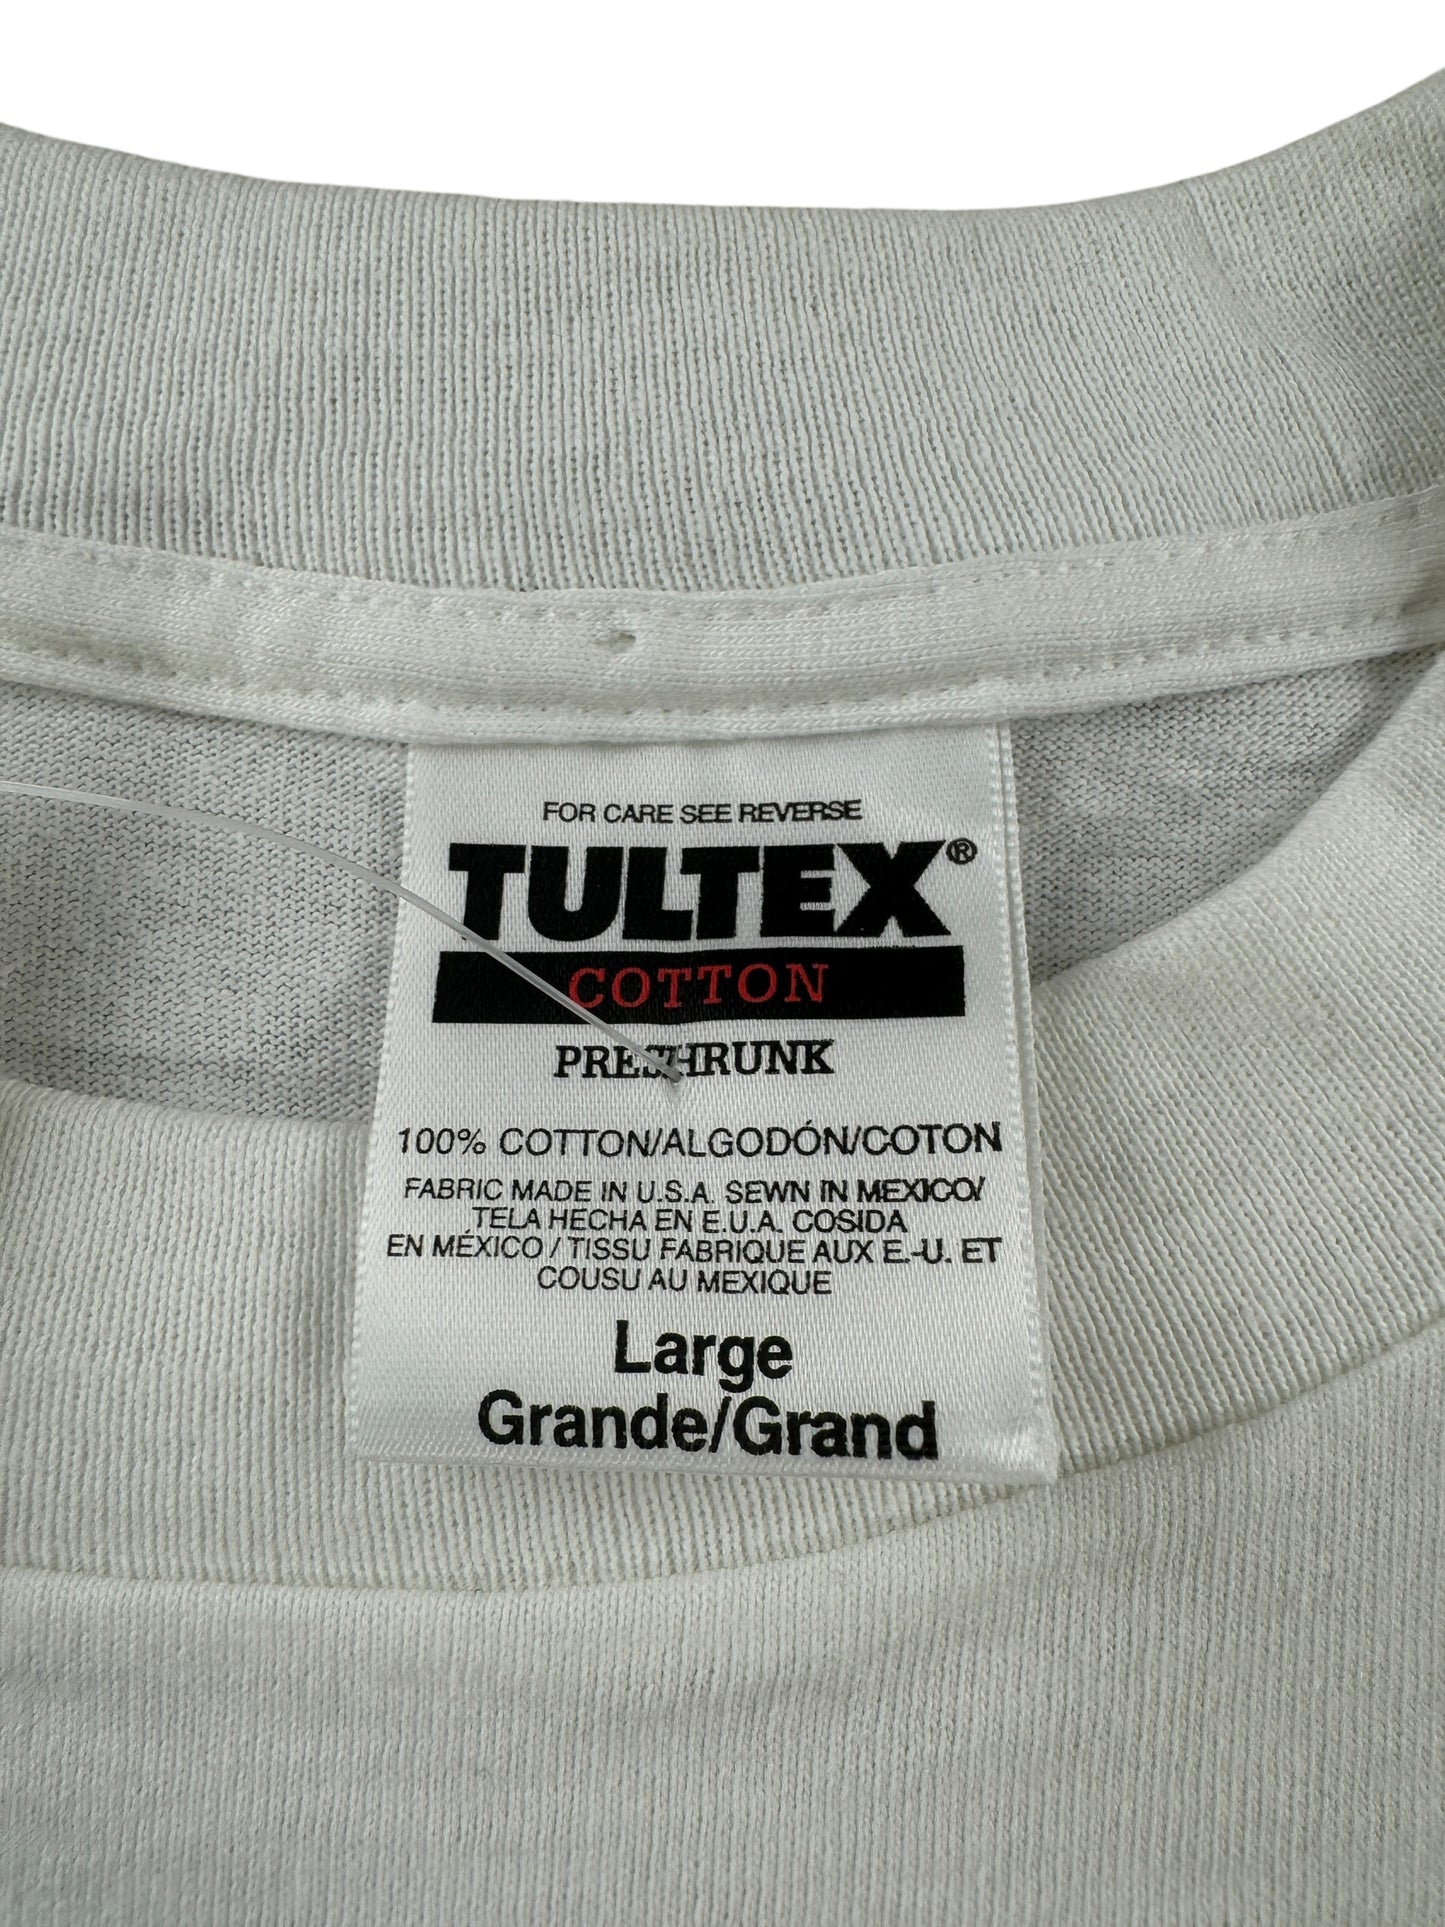 FOR CARE SEE REVERSE
TULTEX®
COTTON
PRESHRUNK
100% COTTON/ALGODÓN/COTON
FABRIC MADE IN U.S.A. SEWN IN MEXICO/
TELA HECHA EN E.U.A. COSIDA
EN MÉXICO / TISSU FABRIQUE AUX E.-U. ET
COUSU AU MEXIQUE
Large
Grande/Grand